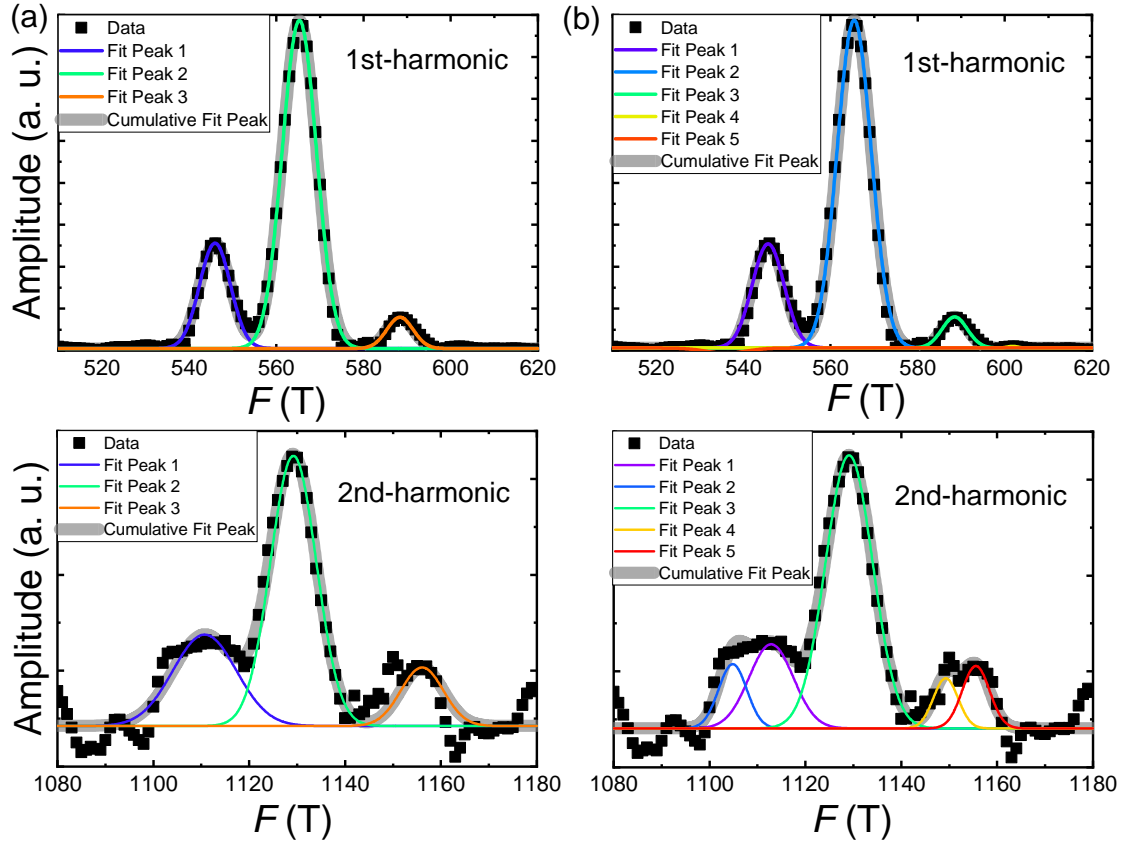 (a)
Data
Fit Peak 1
Fit Peak 2
Fit Peak 3
Cumulative Fit Peak
1st-harmonic
Amplitude (a. u.)
520 540 560 580 600 620
F (T)
(b)
Data
Fit Peak 1
Fit Peak 2
Fit Peak 3
Fit Peak 4
Fit Peak 5
Cumulative Fit Peak
1st-harmonic
520 540 560 580 600 620
F (T)
Data
Fit Peak 1
Fit Peak 2
Fit Peak 3
Cumulative Fit Peak
2nd-harmonic
Amplitude (a. u.)
1080 1100 1120 1140 1160 1180
F (T)
Data
Fit Peak 1
Fit Peak 2
Fit Peak 3
Fit Peak 4
Fit Peak 5
Cumulative Fit Peak
2nd-harmonic
1080 1100 1120 1140 1160 1180
F (T)